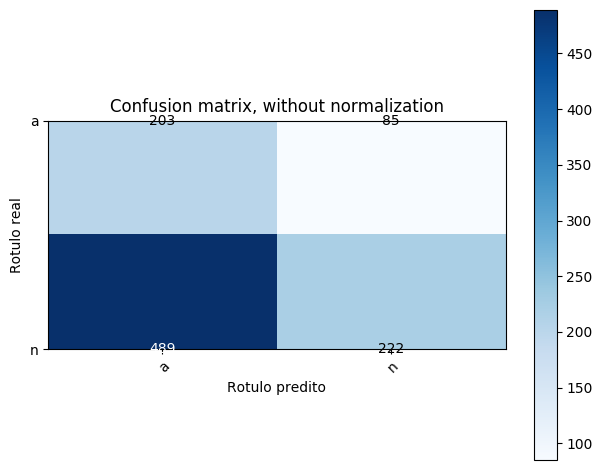 Confusion matrix, without normalization
a
203
85
Rotulo real
n
489
222
a
n
Rotulo predito
450
400
350
300
250
200
150
100